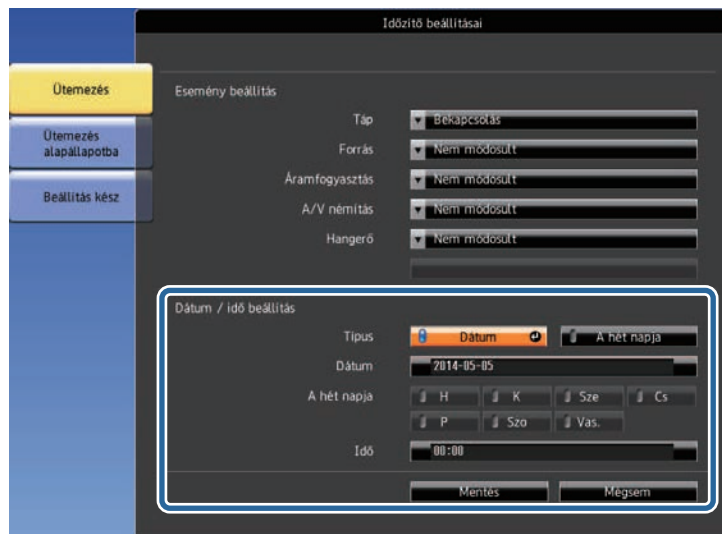 Időzítő beállításai
Ütemezés
Ütemezés
alapállapotba
Beállítás kész
Esemény beállítás
Táp Bekapcsolás
Forrás Nem módosult
Áramfogyasztás Nem módosult
A/V némítás Nem módosult
Hangerő Nem módosult
Dátum / idő beállítás
Típus Dátum A hét napja
Dátum 2014-05-05
A hét napja H K Sze Cs
P Szo Vas.
Idő 00:00
Mentés Mégsem